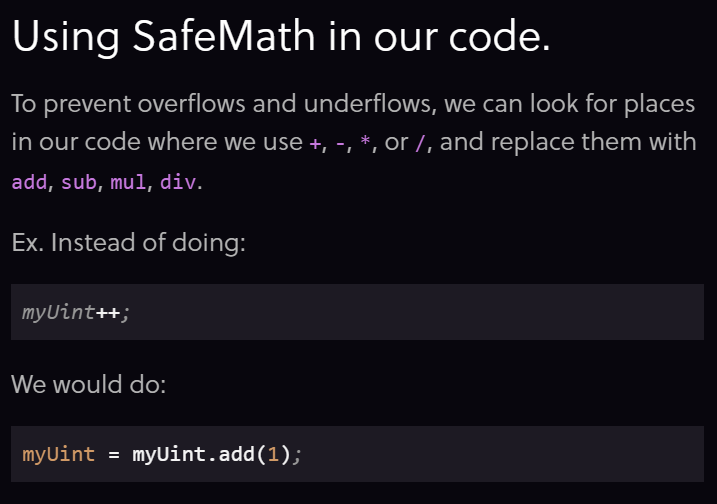 Using SafeMath in our code.
To prevent overflows and underflows, we can look for places
in our code where we use +, -, *, or /, and replace them with
add, sub, mul, div.
Ex. Instead of doing:
myUint++;
We would do:
myUint = myUint.add(1);